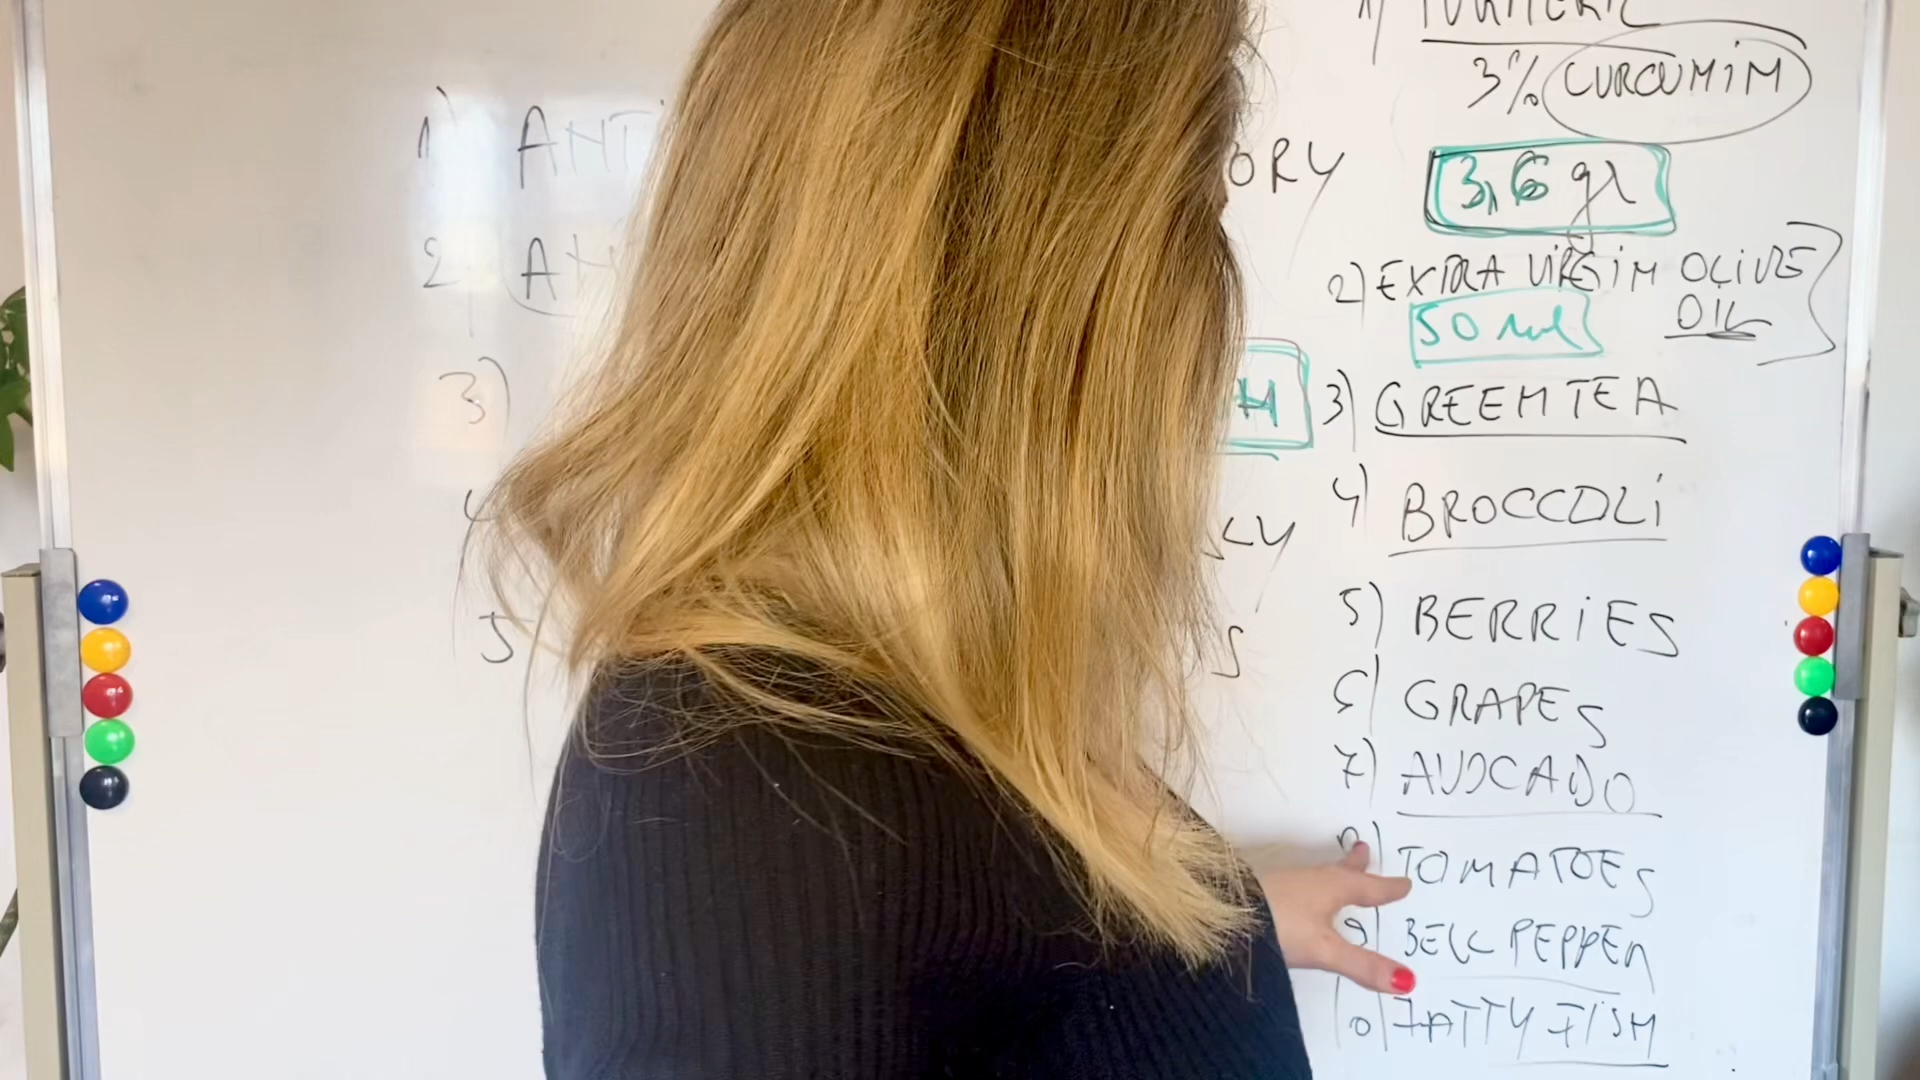 1) ANTI
2) AN
3)
4
5
ORY
H
LY
S
1) TURMERIC
3% CURCUMIM
3,6 gr
2) EXTRA VIRGIM OLIVE
OIL
50 ml
3) GREEM TEA
4) BROCCOLI
5) BERRIES
6) GRAPES
7) AVOCADO
8) TOMATOES
9) BELL PEPPER
10) FATTY FISH